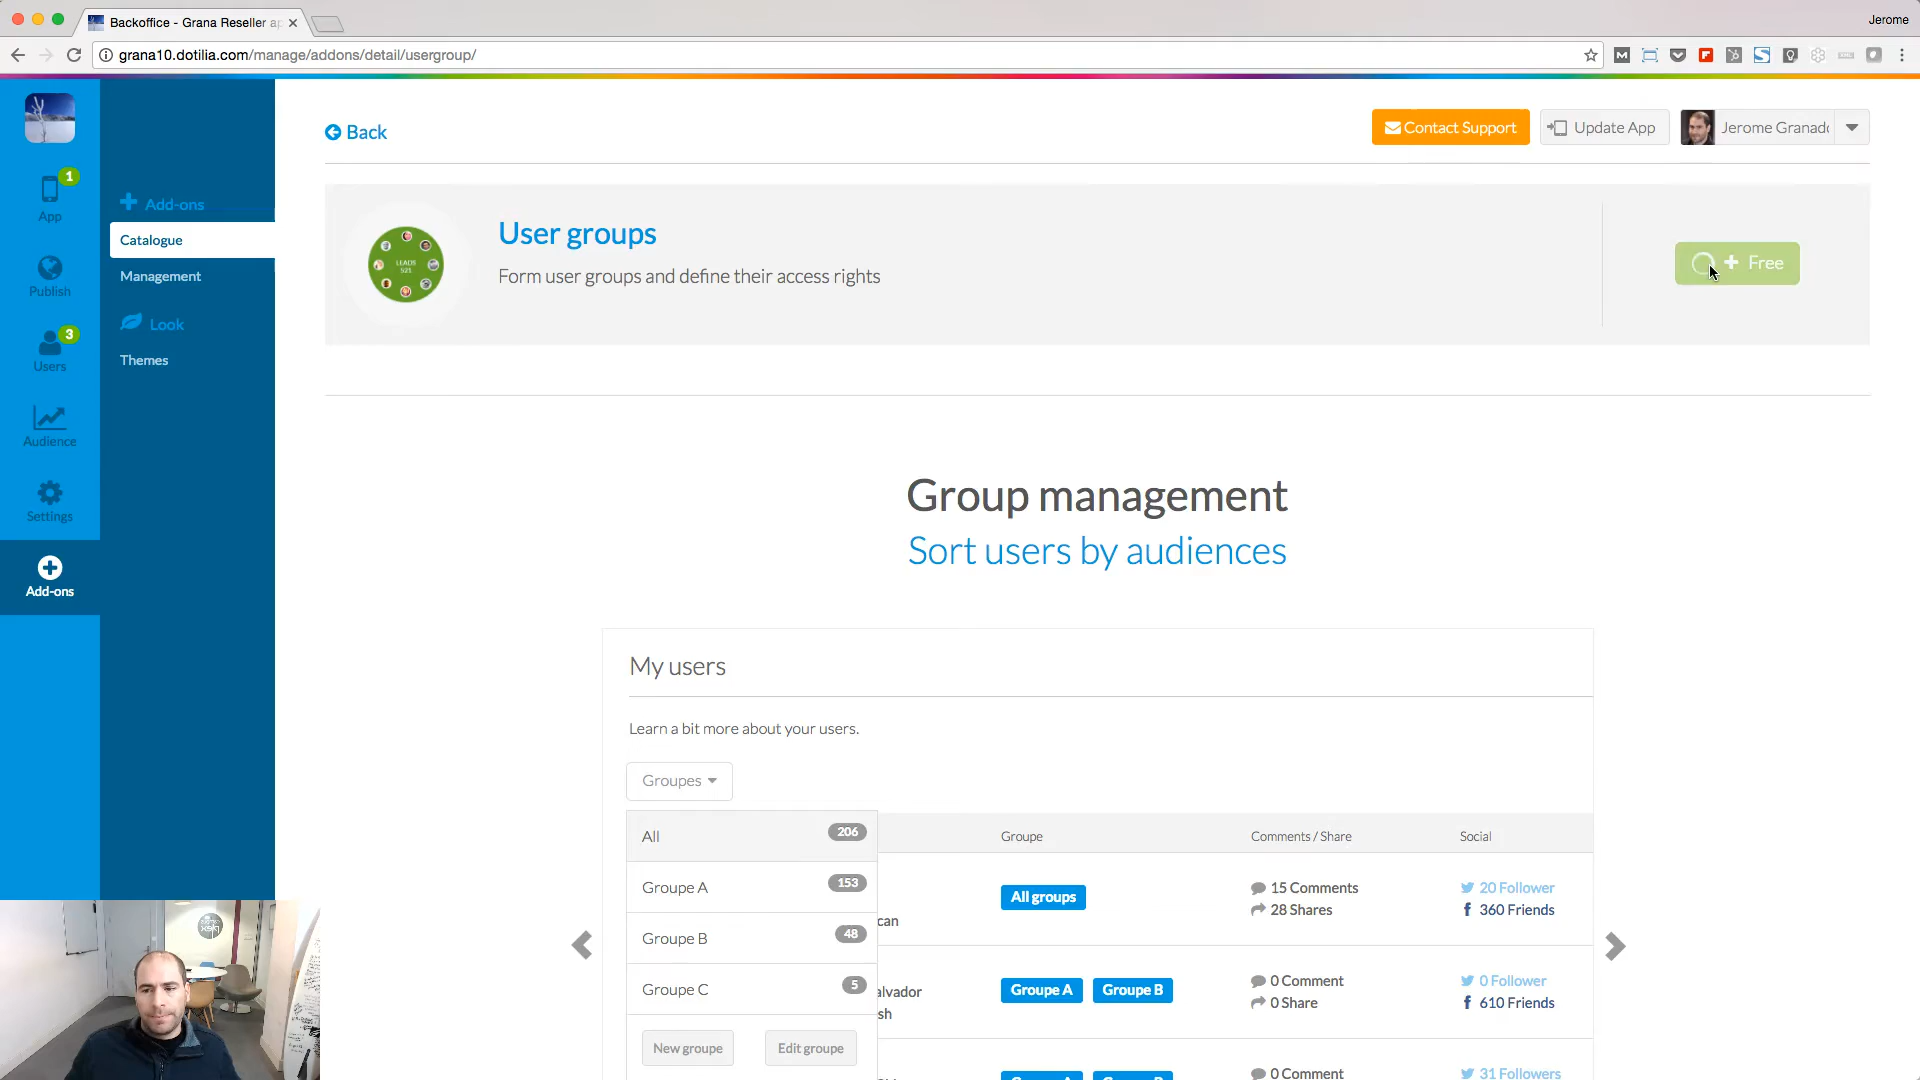 Backoffice - Grana Reseller ap
Jerome
grana10.dotilia.com/manage/addons/detail/usergroup/
Back
Contact Support
Update App
Jerome Granad
1
App
Publish
3
Users
Audience
Settings
Add-ons
Add-ons
Catalogue
Management
Look
Themes
LEADS
521
User groups
Form user groups and define their access rights
Free
Group management
Sort users by audiences
My users
Learn a bit more about your users.
Groupes
All 206
Groupe A 153
Groupe B 48
Groupe C 5
New groupe Edit groupe
Groupe Comments / Share Social
can
All groups
15 Comments
28 Shares
20 Follower
360 Friends
alvador
sh
Groupe A Groupe B
0 Comment
0 Share
0 Follower
610 Friends
0 Comment
31 Followers